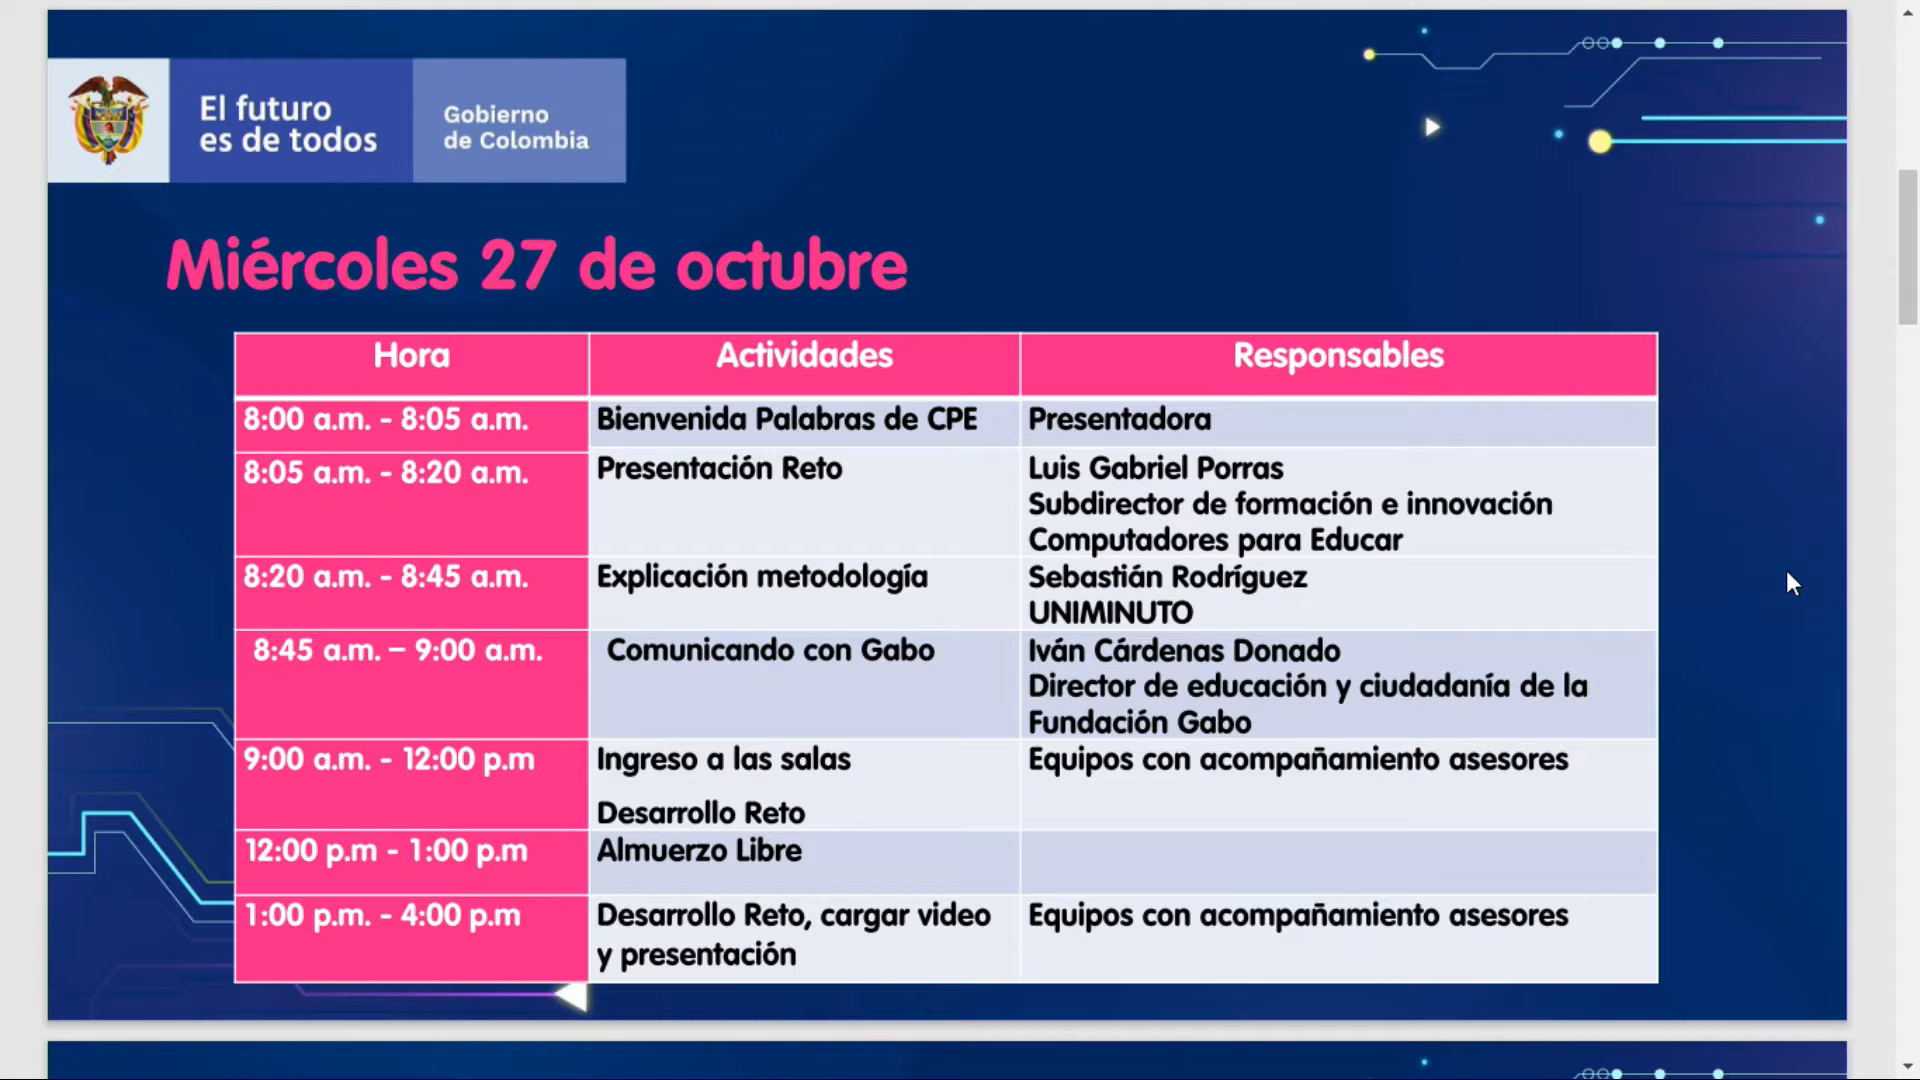 El futuro
es de todos
Gobierno
de Colombia
Miércoles 27 de octubre
Hora Actividades Responsables
8:00 a.m. - 8:05 a.m. Bienvenida Palabras de CPE Presentadora
8:05 a.m. - 8:20 a.m. Presentación Reto Luis Gabriel Porras
Subdirector de formación e innovación
Computadores para Educar
8:20 a.m. - 8:45 a.m. Explicación metodología Sebastián Rodríguez
UNIMINUTO
8:45 a.m. – 9:00 a.m. Comunicando con Gabo Iván Cárdenas Donado
Director de educación y ciudadanía de la
Fundación Gabo
9:00 a.m. - 12:00 p.m Ingreso a las salas Equipos con acompañamiento asesores
Desarrollo Reto
12:00 p.m - 1:00 p.m Almuerzo Libre
1:00 p.m. - 4:00 p.m Desarrollo Reto, cargar video Equipos con acompañamiento asesores
y presentación